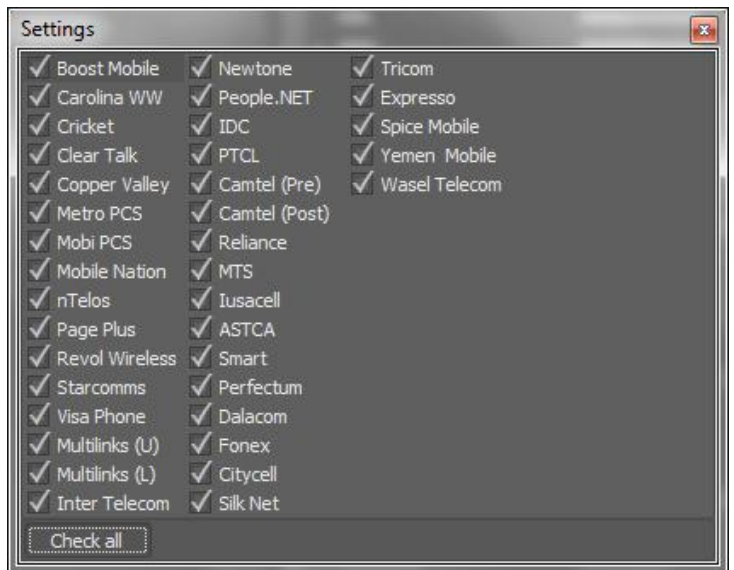 Settings
Boost Mobile
Carolina WW
Cricket
Clear Talk
Copper Valley
Metro PCS
Mobi PCS
Mobile Nation
nTelos
Page Plus
Revol Wireless
Starcomms
Visa Phone
Multilinks (U)
Multilinks (L)
Inter Telecom
Newtone
People.NET
IDC
PTCL
Camtel (Pre)
Camtel (Post)
Reliance
MTS
Iusacell
ASTCA
Smart
Perfectum
Dalacom
Fonex
Citycell
Silk Net
Tricom
Expresso
Spice Mobile
Yemen  Mobile
Wasel Telecom
Check all